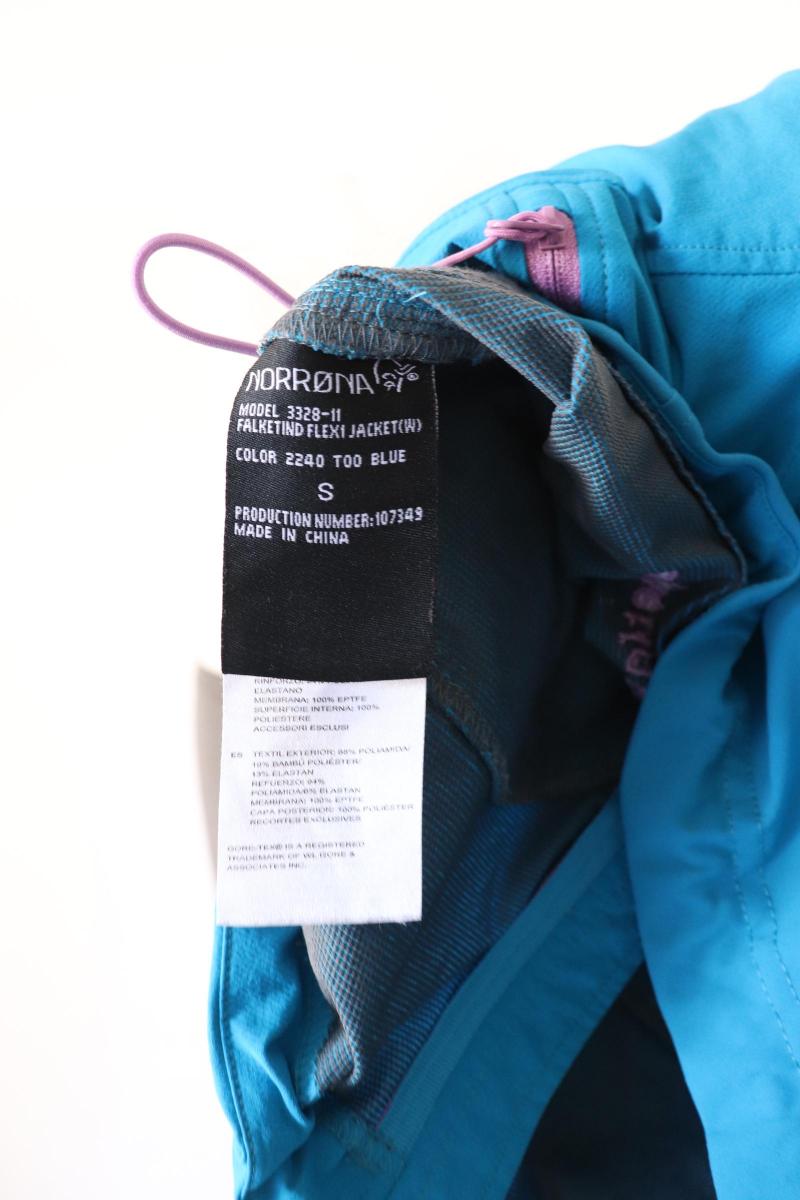 NORRØNA®
MODEL 3328-11
FALKETIND FLEX1 JACKET(W)
COLOR 2240 TOO BLUE
S
PRODUCTION NUMBER:107349
MADE IN CHINA
ELASTANO
MEMBRANA; 100% EPTFE
SUPERFICIE INTERNA; 100%
POLIESTERE
ACCESSORI ESCLUSI
ES TEXTIL EXTERIOR; 68% POLIAMIDA/
19% BAMBÚ POLIÉSTER/
13% ELASTAN
REFUERZO; 94%
POLIAMIDA/6% ELASTAN
MEMBRANA; 100% EPTFE
CAPA POSTERIOR; 100% POLIÉSTER
RECORTES EXCLUSIVES
GORE-TEX® IS A REGISTERED
TRADEMARK OF WL GORE &
ASSOCIATES INC.